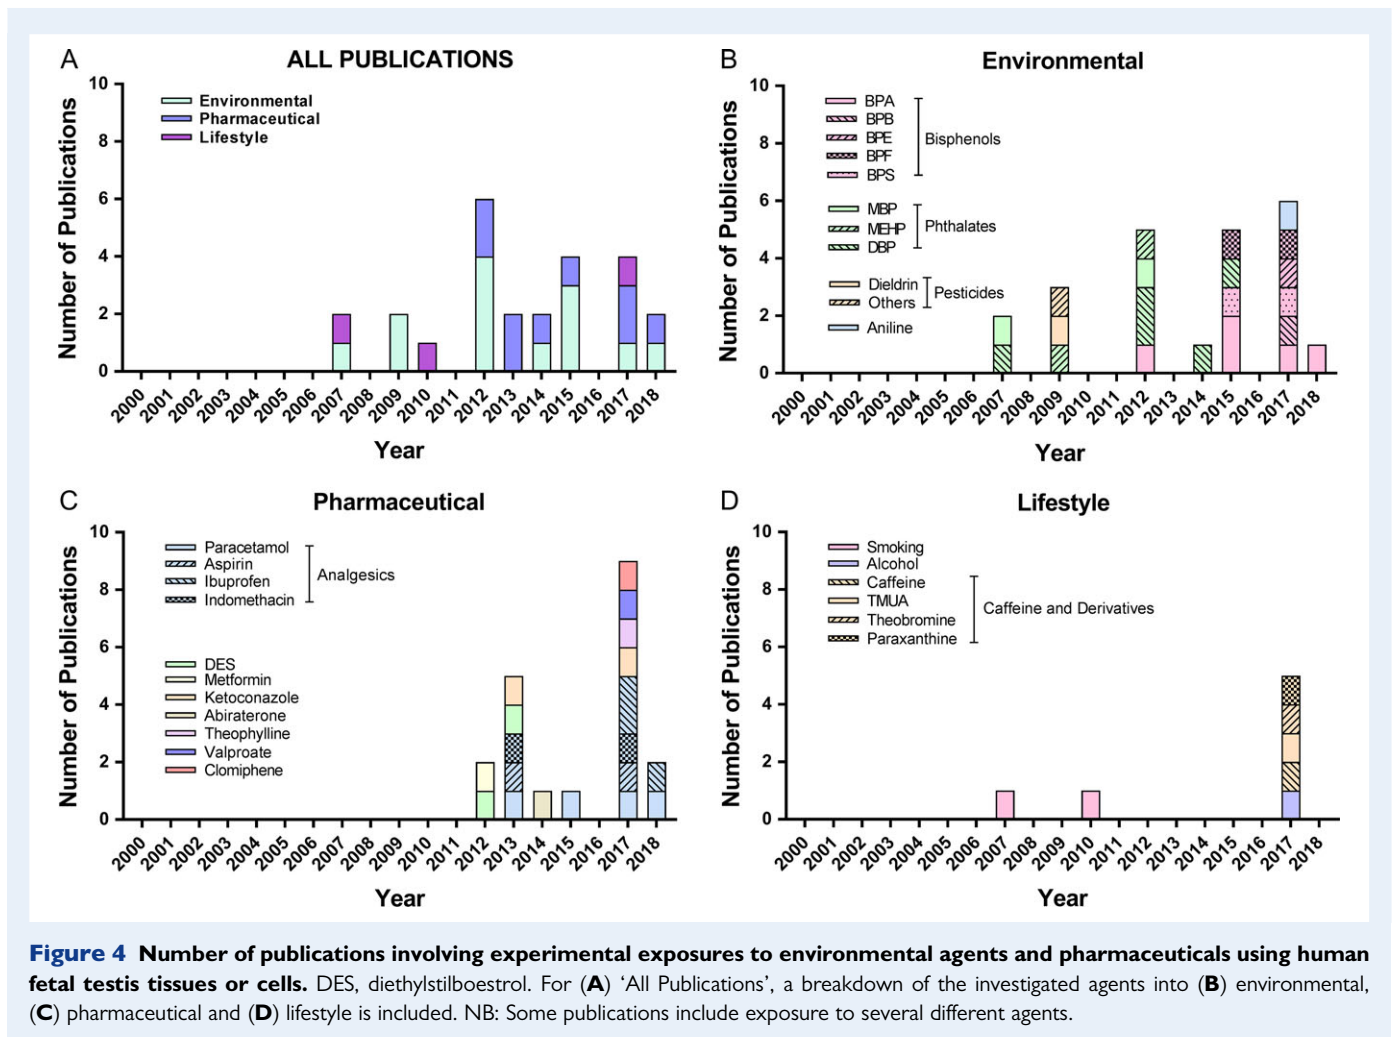 A
ALL PUBLICATIONS
Number of Publications
10
8
6
4
2
0
Environmental
Pharmaceutical
Lifestyle
2000 2001 2002 2003 2004 2005 2006 2007 2008 2009 2010 2011 2012 2013 2014 2015 2016 2017 2018
Year
B
Environmental
Number of Publications
10
8
6
4
2
0
BPA
BPB
BPE
BPF
BPS
Bisphenols
MBP
MEHP
DBP
Phthalates
Dieldrin
Others
Pesticides
Aniline
2000 2001 2002 2003 2004 2005 2006 2007 2008 2009 2010 2011 2012 2013 2014 2015 2016 2017 2018
Year
C
Pharmaceutical
Number of Publications
10
8
6
4
2
0
Paracetamol
Aspirin
Ibuprofen
Indomethacin
Analgesics
DES
Metformin
Ketoconazole
Abiraterone
Theophylline
Valproate
Clomiphene
2000 2001 2002 2003 2004 2005 2006 2007 2008 2009 2010 2011 2012 2013 2014 2015 2016 2017 2018
Year
D
Lifestyle
Number of Publications
10
8
6
4
2
0
Smoking
Alcohol
Caffeine
TMUA
Theobromine
Paraxanthine
Caffeine and Derivatives
2000 2001 2002 2003 2004 2005 2006 2007 2008 2009 2010 2011 2012 2013 2014 2015 2016 2017 2018
Year
Figure 4 Number of publications involving experimental exposures to environmental agents and pharmaceuticals using human
fetal testis tissues or cells. DES, diethylstilboestrol. For (A) ‘All Publications’, a breakdown of the investigated agents into (B) environmental,
(C) pharmaceutical and (D) lifestyle is included. NB: Some publications include exposure to several different agents.